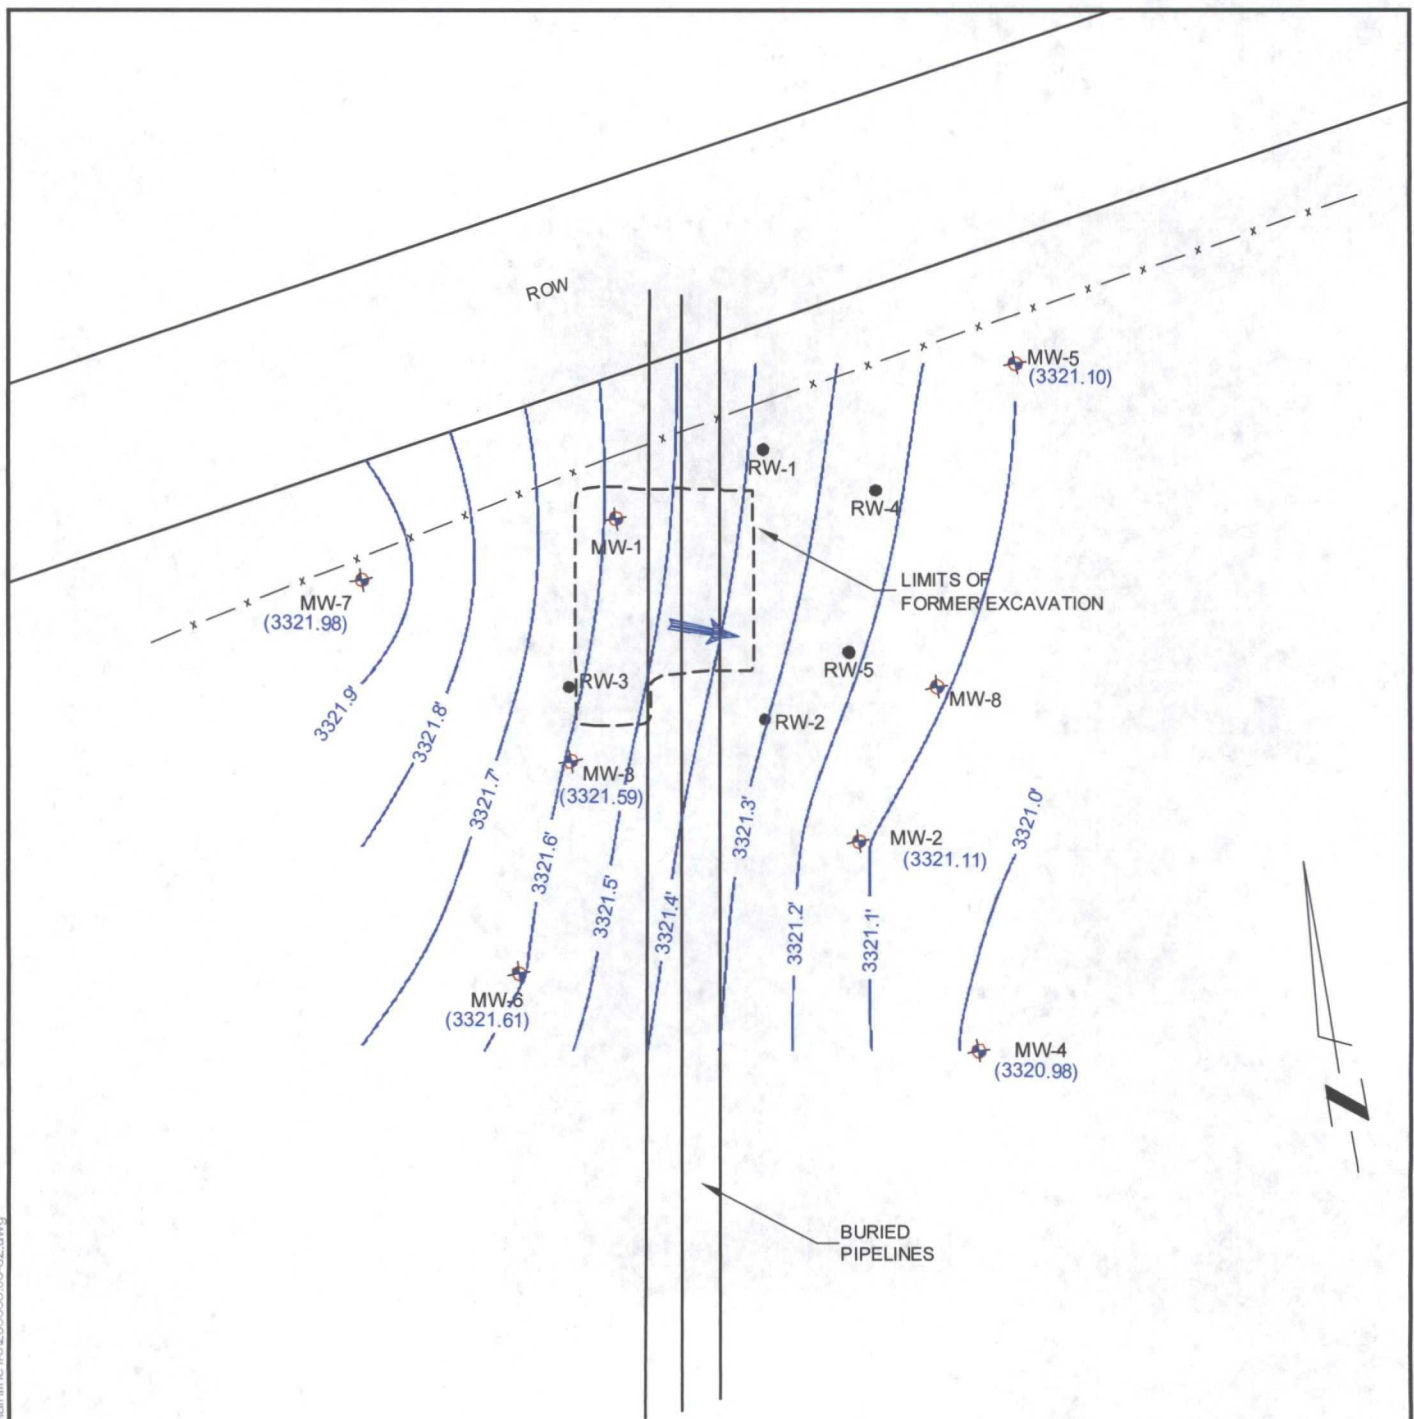 ROW
MW-5
(3321.10)
RW-1
RW-4
MW-1
LIMITS OF
FORMER EXCAVATION
MW-7
(3321.98)
RW-5
RW-3
MW-8
3321.9'
3321.8'
RW-2
3321.7'
MW-3
(3321.59)
3321.3'
3321.0'
MW-2
(3321.11)
3321.6'
3321.5'
3321.4'
3321.2'
3321.1'
MW-6
(3321.61)
MW-4
(3320.98)
N
BURIED
PIPELINES